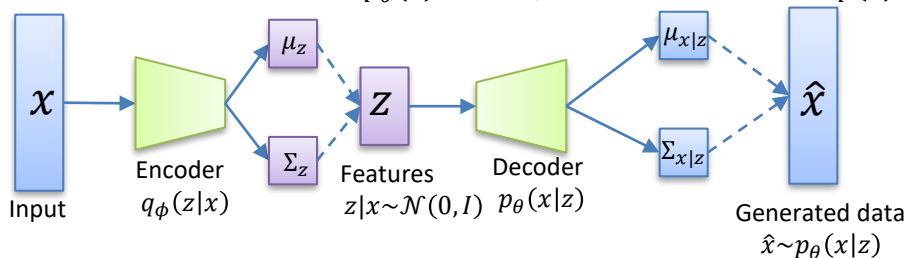 x
Input
Encoder
q_ϕ(z|x)
μ_z
Σ_z
z
Features
z|x~𝒩(0, I)
Decoder
p_θ(x|z)
μ_{x|z}
Σ_{x|z}
x̂
Generated data
x̂~p_θ(x|z)